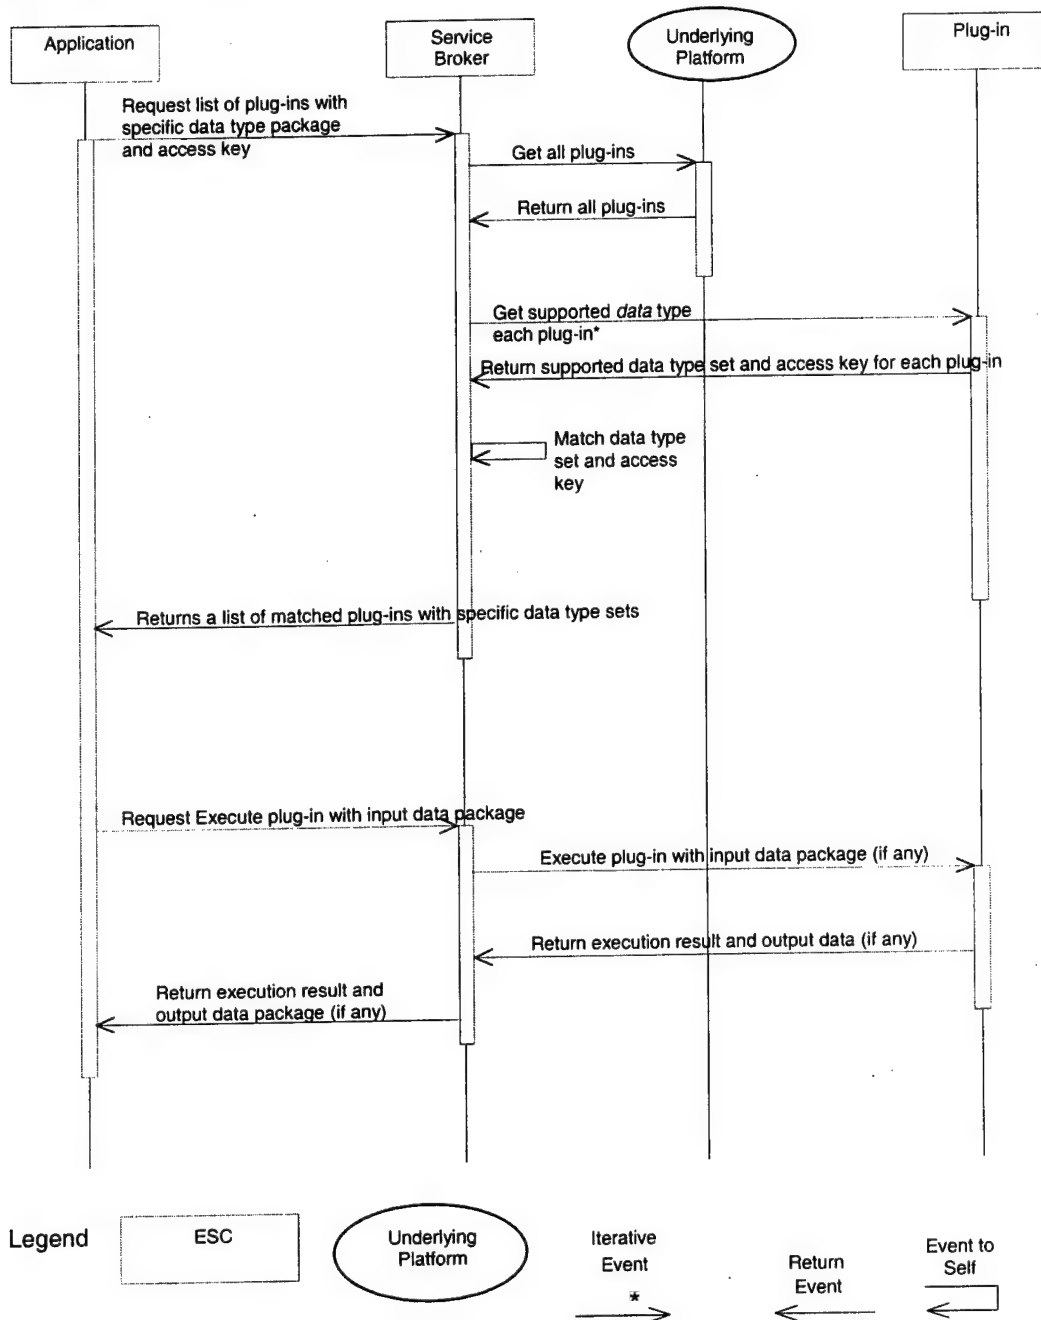 Application
Service
Broker
Underlying
Platform
Plug-in
Request list of plug-ins with
specific data type package
and access key
Get all plug-ins
Return all plug-ins
Get supported data type
each plug-in*
Return supported data type set and access key for each plug-in
Match data type
set and access
key
Returns a list of matched plug-ins with specific data type sets
Request Execute plug-in with input data package
Execute plug-in with input data package (if any)
Return execution result and output data (if any)
Return execution result and
output data package (if any)
Legend
ESC
Underlying
Platform
Iterative
Event
*
Return
Event
Event to
Self